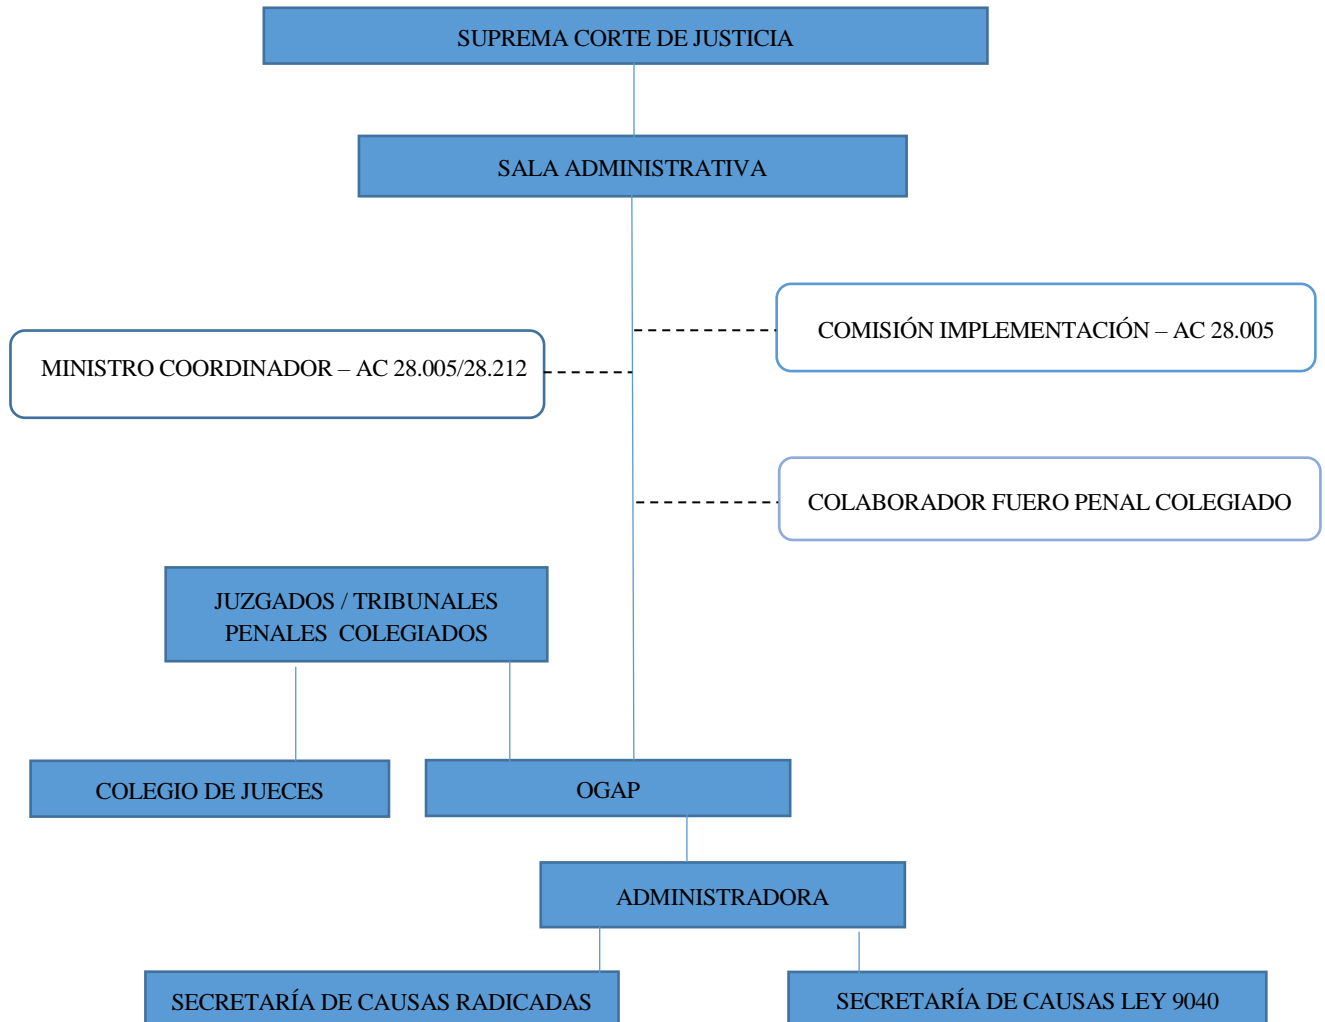 SUPREMA CORTE DE JUSTICIA
SALA ADMINISTRATIVA
COMISIÓN IMPLEMENTACIÓN – AC 28.005
MINISTRO COORDINADOR – AC 28.005/28.212
COLABORADOR FUERO PENAL COLEGIADO
JUZGADOS / TRIBUNALES
PENALES COLEGIADOS
COLEGIO DE JUECES
OGAP
ADMINISTRADORA
SECRETARÍA DE CAUSAS RADICADAS
SECRETARÍA DE CAUSAS LEY 9040